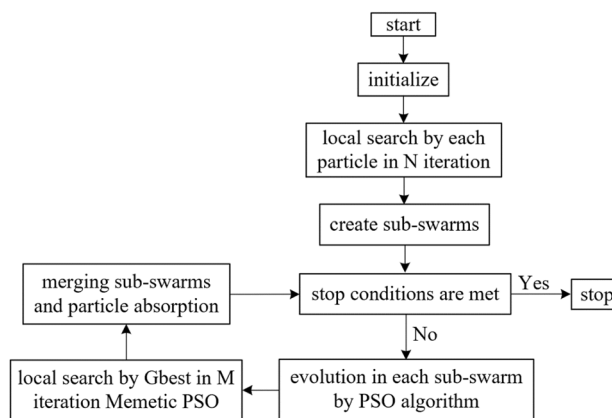 start
initialize
local search by each
particle in N iteration
create sub-swarms
merging sub-swarms
and particle absorption
stop conditions are met
Yes
stop
No
local search by Gbest in M
iteration Memetic PSO
evolution in each sub-swarm
by PSO algorithm